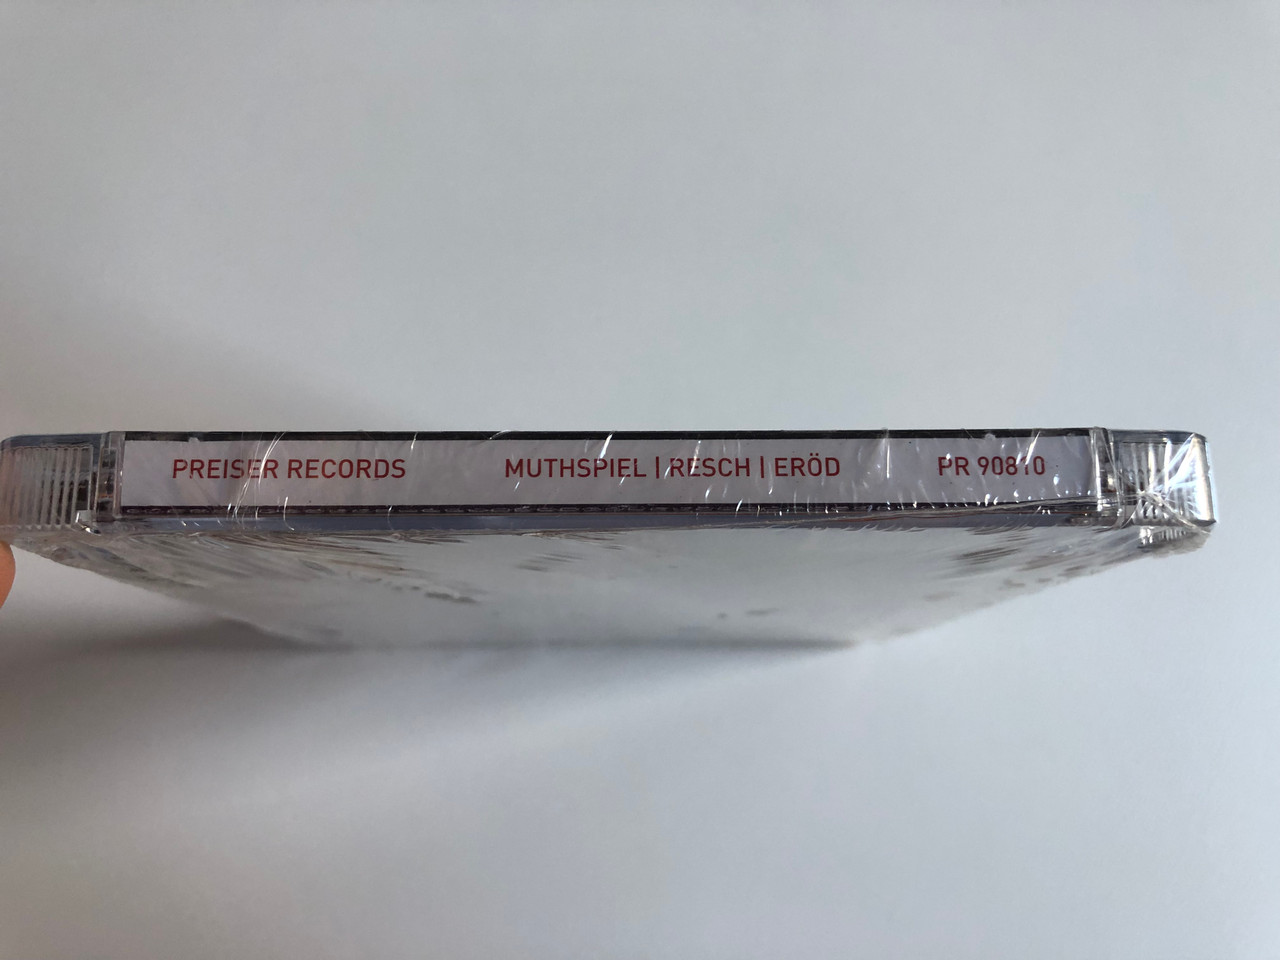 PREISER RECORDS MUTHSPIEL | RESCH | ERÖD PR 90810